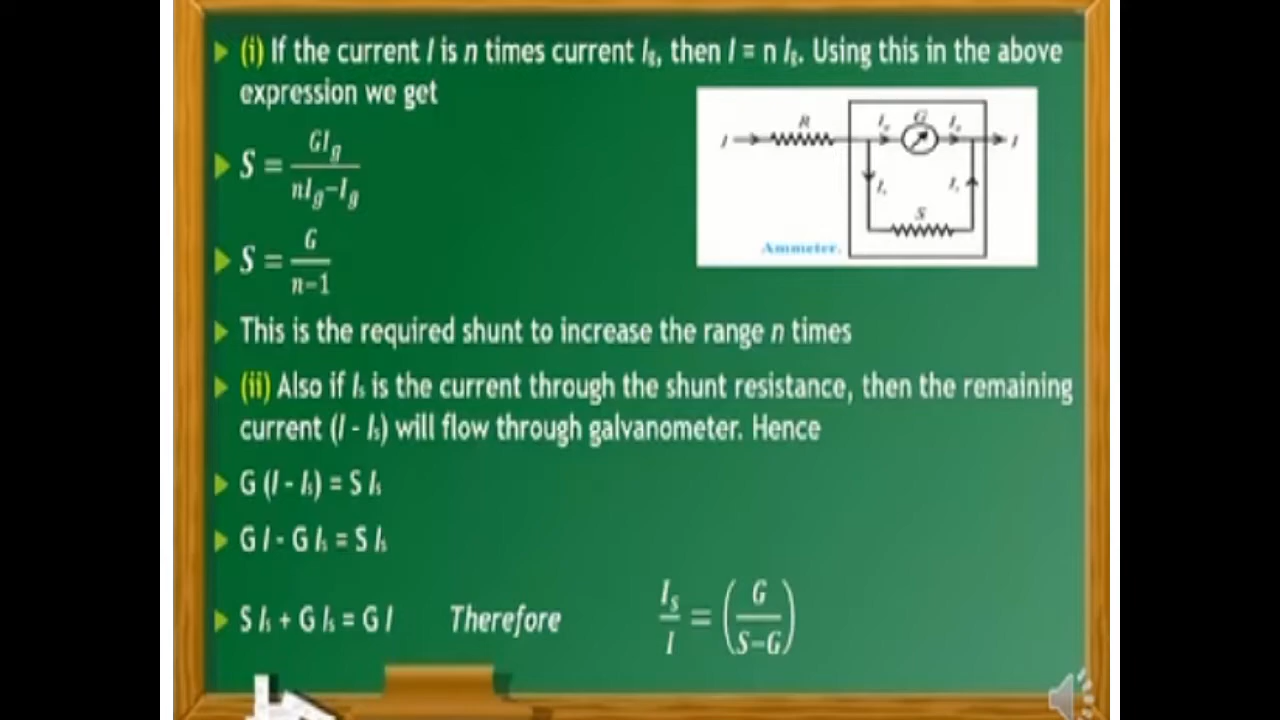 (i) If the current I is n times current Ig, then I = n Ig. Using this in the above
expression we get
S = GIg / nIg−Ig
S = G / n−1
This is the required shunt to increase the range n times
(ii) Also if Is is the current through the shunt resistance, then the remaining
current (I - Is) will flow through galvanometer. Hence
G (I - Is) = S Is
G I - G Is = S Is
S Is + G Is = G I Therefore Is / I = (G / S−G)
I R Ig G Ig I
Is Is
S
Ammeter.